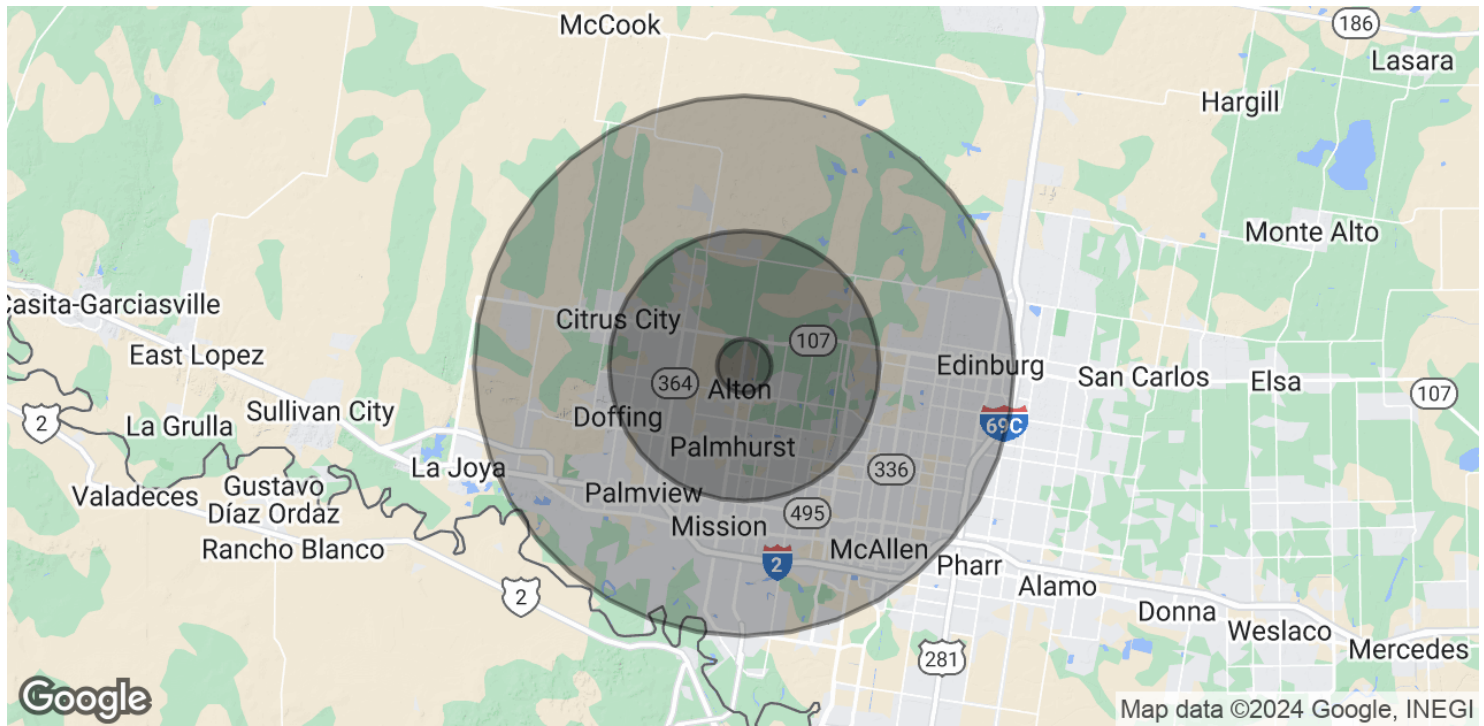 McCook
186
Lasara
Hargill
Monte Alto
Casita-Garciasville
Citrus City
107
East Lopez
Edinburg
364
Alton
San Carlos
Elsa
107
Sullivan City
Doffing
2
La Grulla
69C
Palmhurst
La Joya
336
Gustavo
Díaz Ordaz
Valadeces
Palmview
495
Mission
Rancho Blanco
McAllen
2
Pharr
Alamo
2
Donna
Weslaco
Mercedes
281
Google
Map data ©2024 Google, INEGI